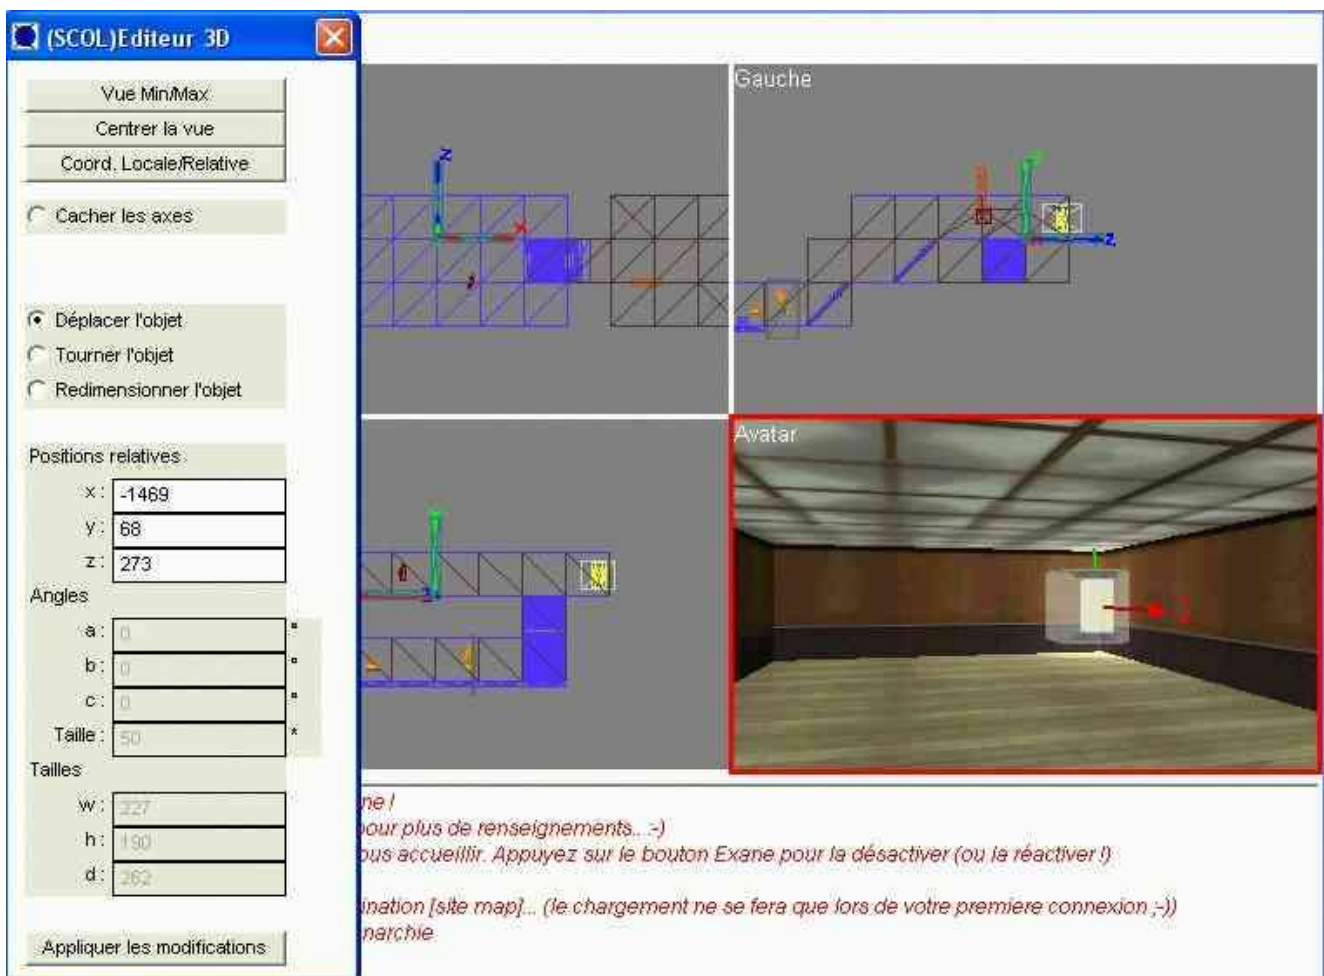 (SCOL)Editeur 3D
Vue Min/Max
Centrer la vue
Coord. Locale/Relative
Cacher les axes
Déplacer l'objet
Tourner l'objet
Redimensionner l'objet
Positions relatives
x : -1469
y : 68
z : 273
Angles
a : 0 °
b : 0 °
c : 0 °
Taille : 50 *
Tailles
w : 227
h : 190
d : 262
Appliquer les modifications
Gauche
Z
X
Z
Avatar
ne !
pour plus de renseignements.. :-)
ous accueillir. Appuyez sur le bouton Exane pour la désactiver (ou la réactiver !)
ination [site map]... (le chargement ne se fera que lors de votre premiere connexion ;-))
narchie